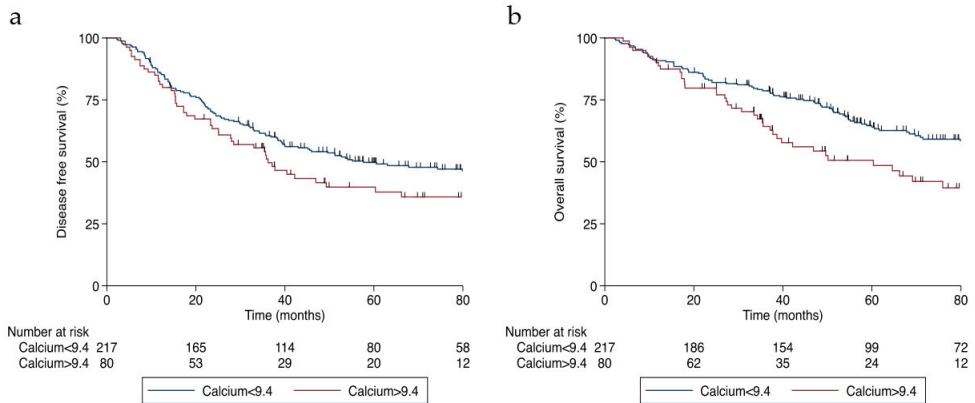 a
100
75
50
25
0
Disease free survival (%)
0 20 40 60 80
Time (months)
Number at risk
Calcium<9.4 217 165 114 80 58
Calcium>9.4 80 53 29 20 12
Calcium<9.4 Calcium>9.4
b
100
75
50
25
0
Overall survival (%)
0 20 40 60 80
Time (months)
Number at risk
Calcium<9.4 217 186 154 99 72
Calcium>9.4 80 62 35 24 12
Calcium<9.4 Calcium>9.4